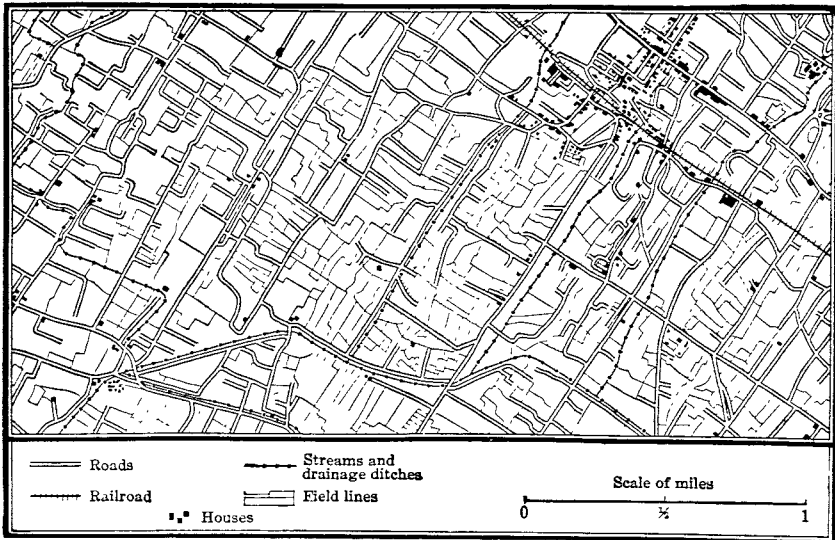 Roads
Streams and
drainage ditches
Railroad
Field lines
Houses
Scale of miles
0 ½ 1